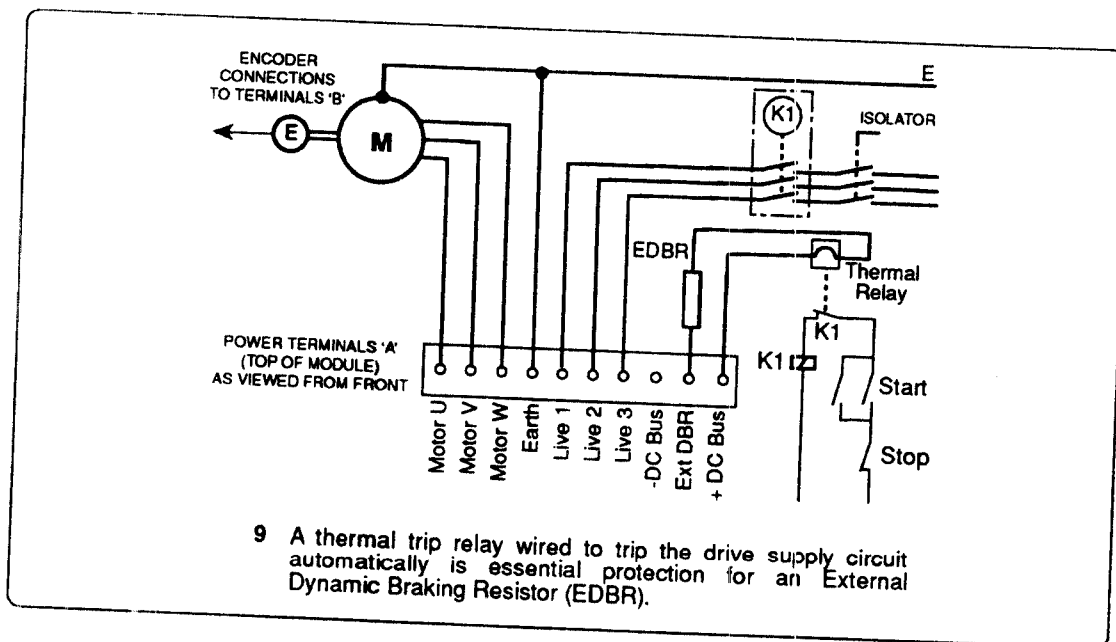 ENCODER
CONNECTIONS
TO TERMINALS 'B'
E
M
E
K1
ISOLATOR
EDBR
Thermal
Relay
K1
K1
Start
Stop
POWER TERMINALS 'A'
(TOP OF MODULE)
AS VIEWED FROM FRONT
Motor U
Motor V
Motor W
Earth
Live 1
Live 2
Live 3
-DC Bus
Ext DBR
+ DC Bus
9 A thermal trip relay wired to trip the drive supply circuit
automatically is essential protection for an External
Dynamic Braking Resistor (EDBR).